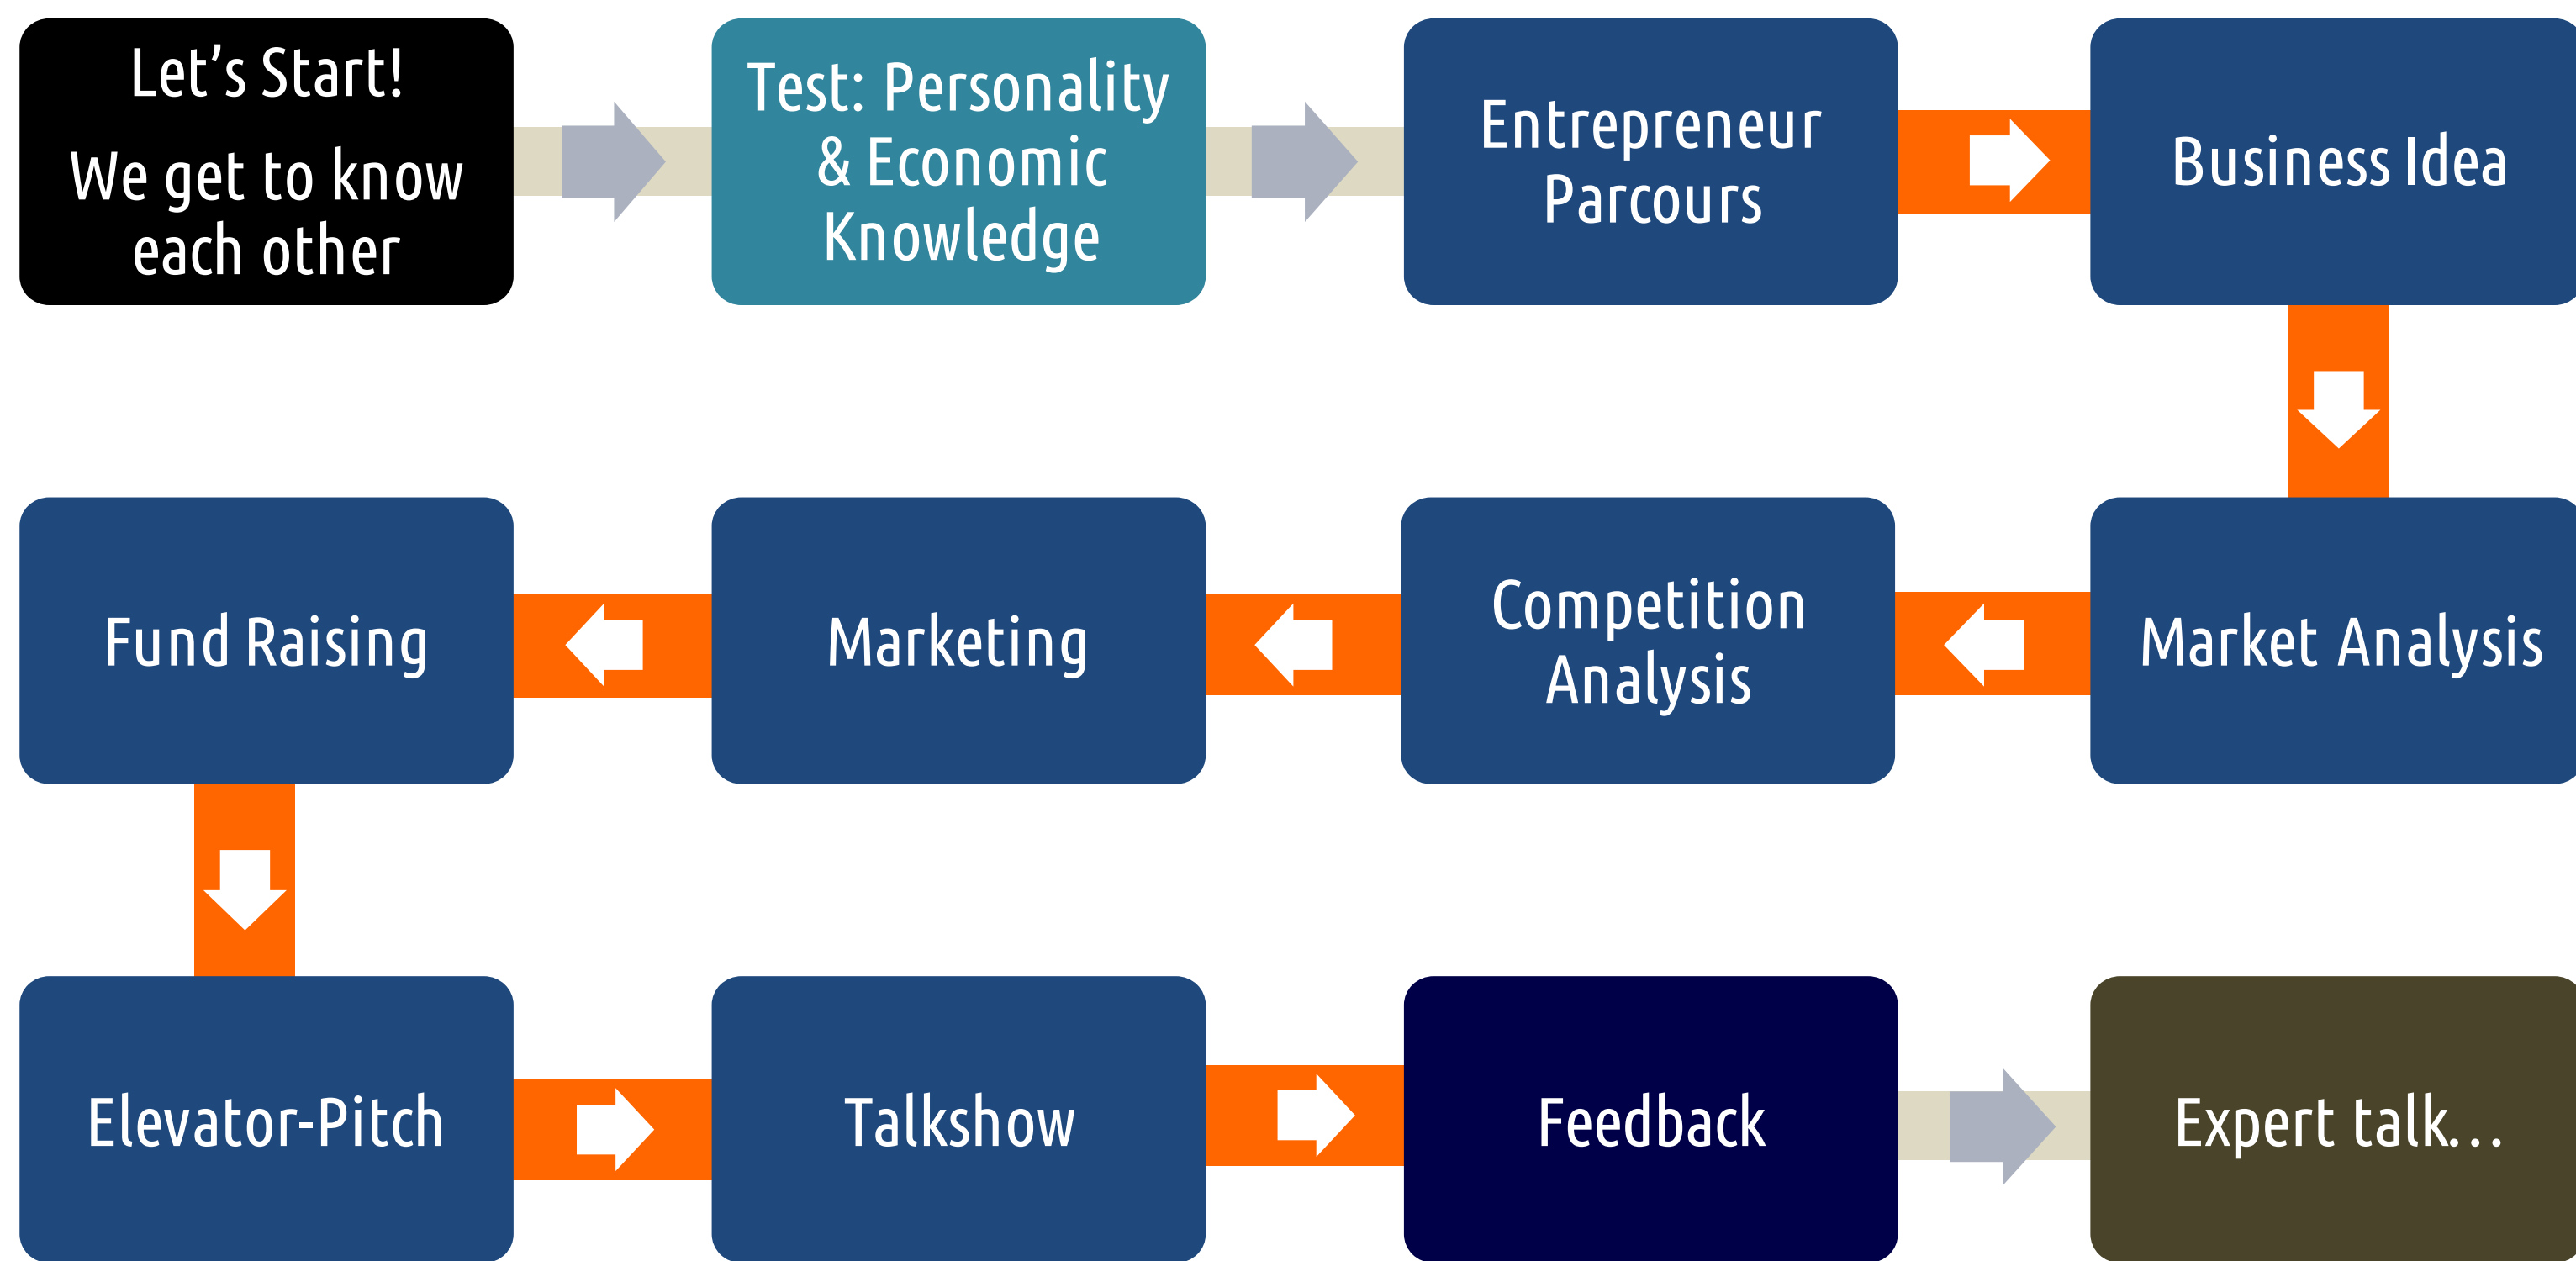 Let’s Start!
We get to know
each other
Test: Personality
& Economic
Knowledge
Entrepreneur
Parcours
Business Idea
Fund Raising
Marketing
Competition
Analysis
Market Analysis
Elevator-Pitch
Talkshow
Feedback
Expert talk…